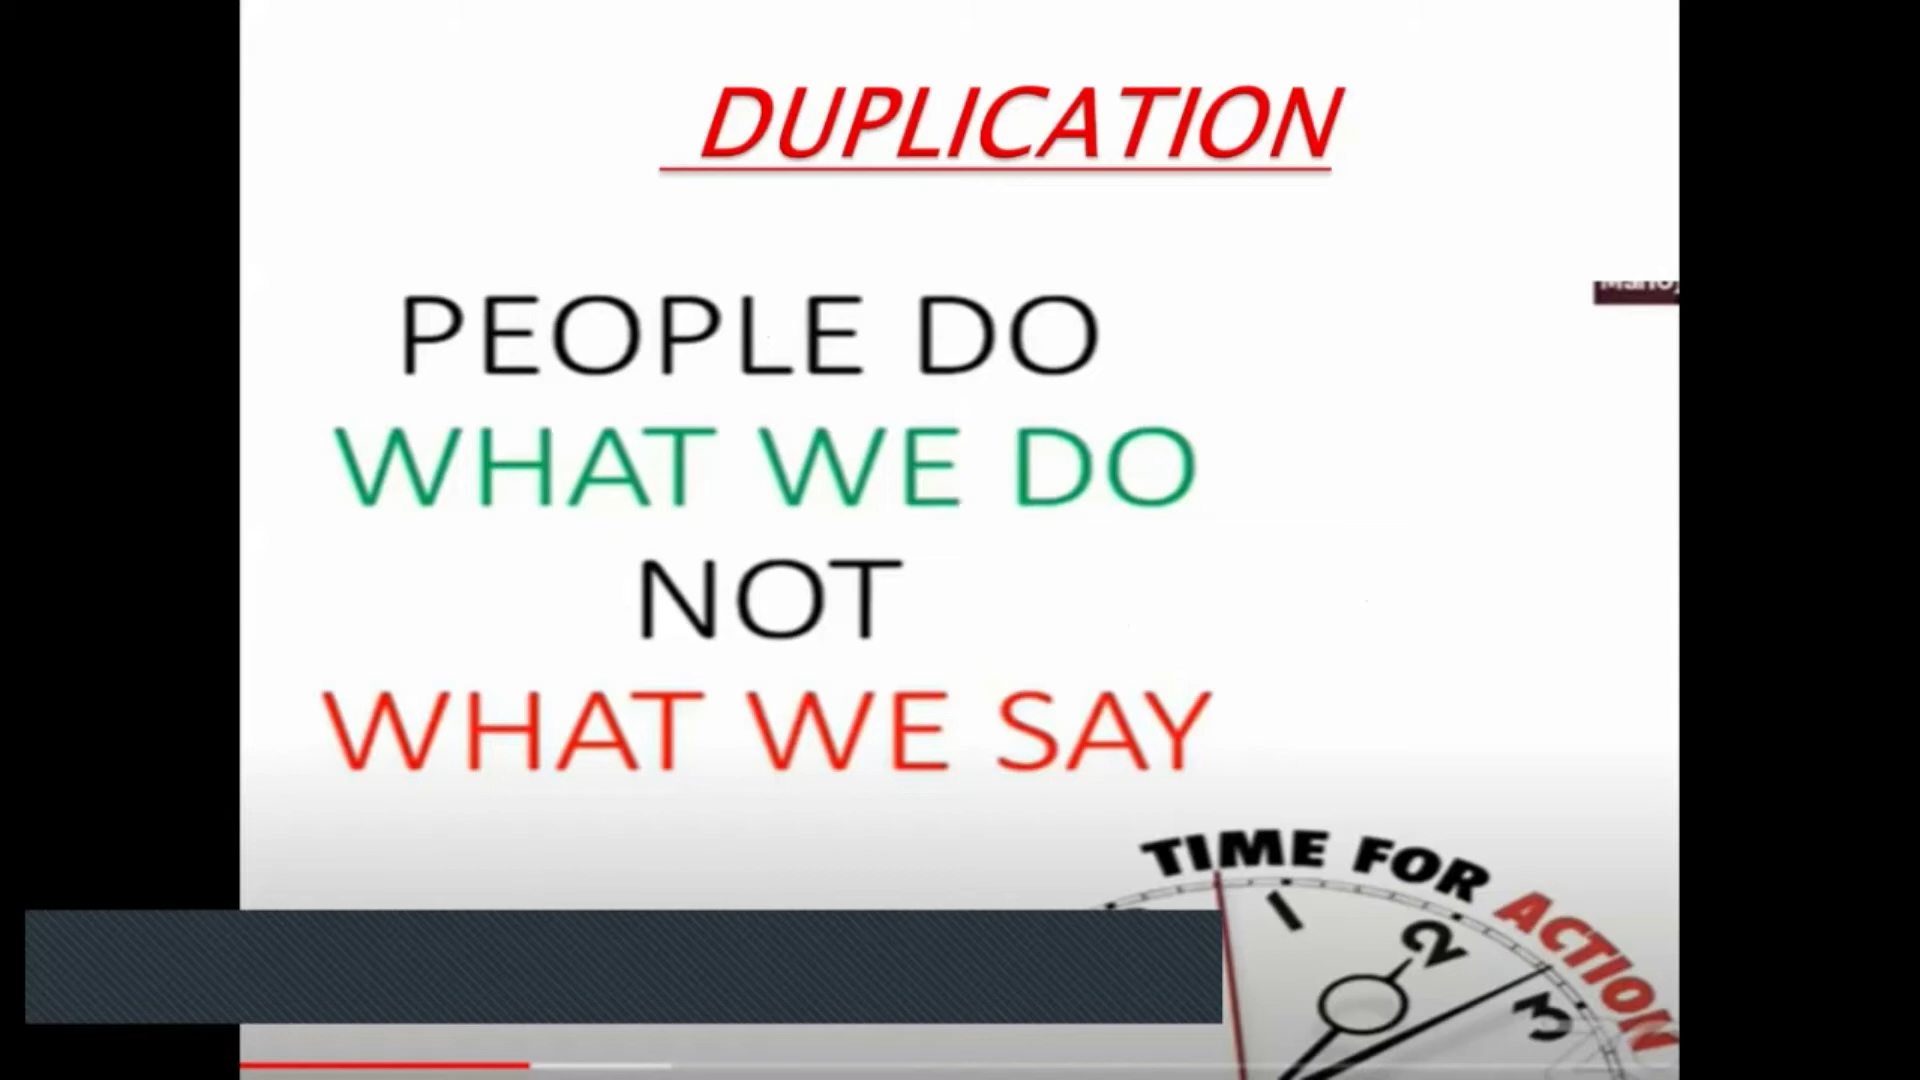 DUPLICATION
PEOPLE DO
WHAT WE DO
NOT
WHAT WE SAY
TIME FOR ACTION
1
2
3